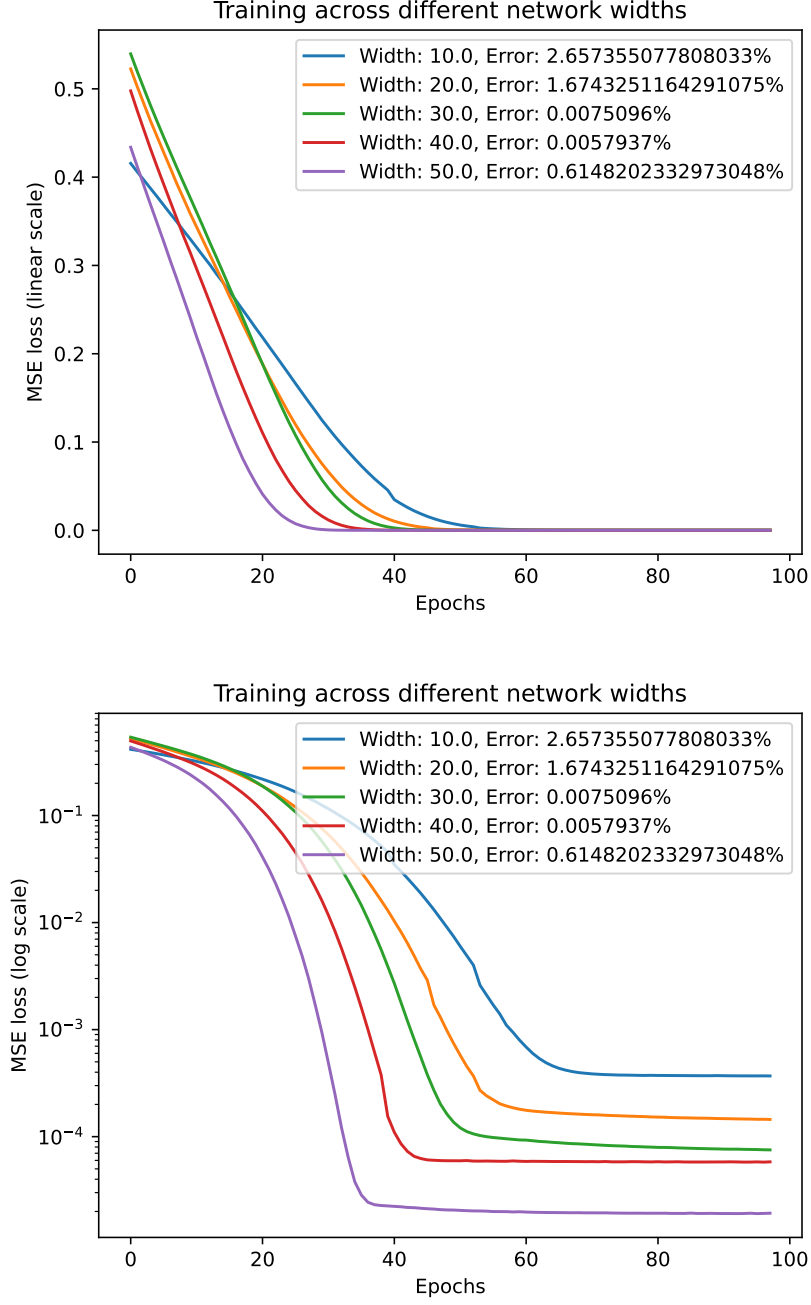 Training across different network widths
Width: 10.0, Error: 2.657355077808033%
Width: 20.0, Error: 1.6743251164291075%
Width: 30.0, Error: 0.0075096%
Width: 40.0, Error: 0.0057937%
Width: 50.0, Error: 0.6148202332973048%
MSE loss (linear scale)
0.5
0.4
0.3
0.2
0.1
0.0
0 20 40 60 80 100
Epochs
Training across different network widths
Width: 10.0, Error: 2.657355077808033%
Width: 20.0, Error: 1.6743251164291075%
Width: 30.0, Error: 0.0075096%
Width: 40.0, Error: 0.0057937%
Width: 50.0, Error: 0.6148202332973048%
MSE loss (log scale)
10⁻¹
10⁻²
10⁻³
10⁻⁴
0 20 40 60 80 100
Epochs